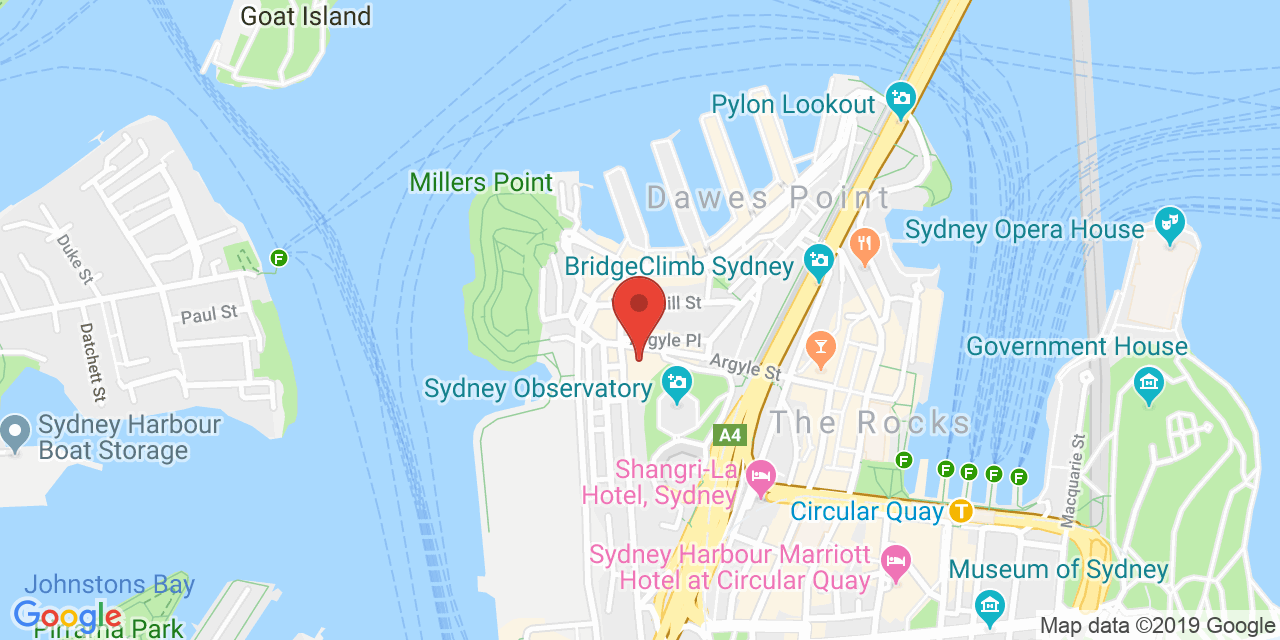 Goat Island
Pylon Lookout
Millers Point
Dawes Point
Sydney Opera House
Duke St
F
BridgeClimb Sydney
Paul St
ill St
Argyle Pl
Datchett St
Argyle St
Government House
Sydney Observatory
Sydney Harbour
Boat Storage
The Rocks
A4
Shangri-La
Hotel, Sydney
F
F
F
F
F
Macquarie St
Circular Quay
T
Sydney Harbour Marriott
Hotel at Circular Quay
Museum of Sydney
Johnstons Bay
Google
Pirrama Park
Map data ©2019 Google